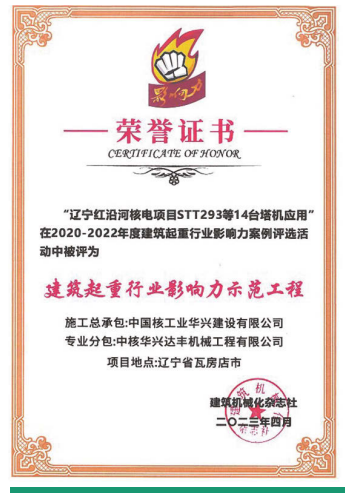 影响力
荣誉证书
CERTIFICATE OF HONOR
“辽宁红沿河核电项目STT293等14台塔机应用”
在2020-2022年度建筑起重行业影响力案例评选活
动中被评为
建筑起重行业影响力示范工程
施工总承包:中国核工业华兴建设有限公司
专业分包:中核华兴达丰机械工程有限公司
项目地点:辽宁省瓦房店市
建筑机械化杂志社
二〇二三年四月